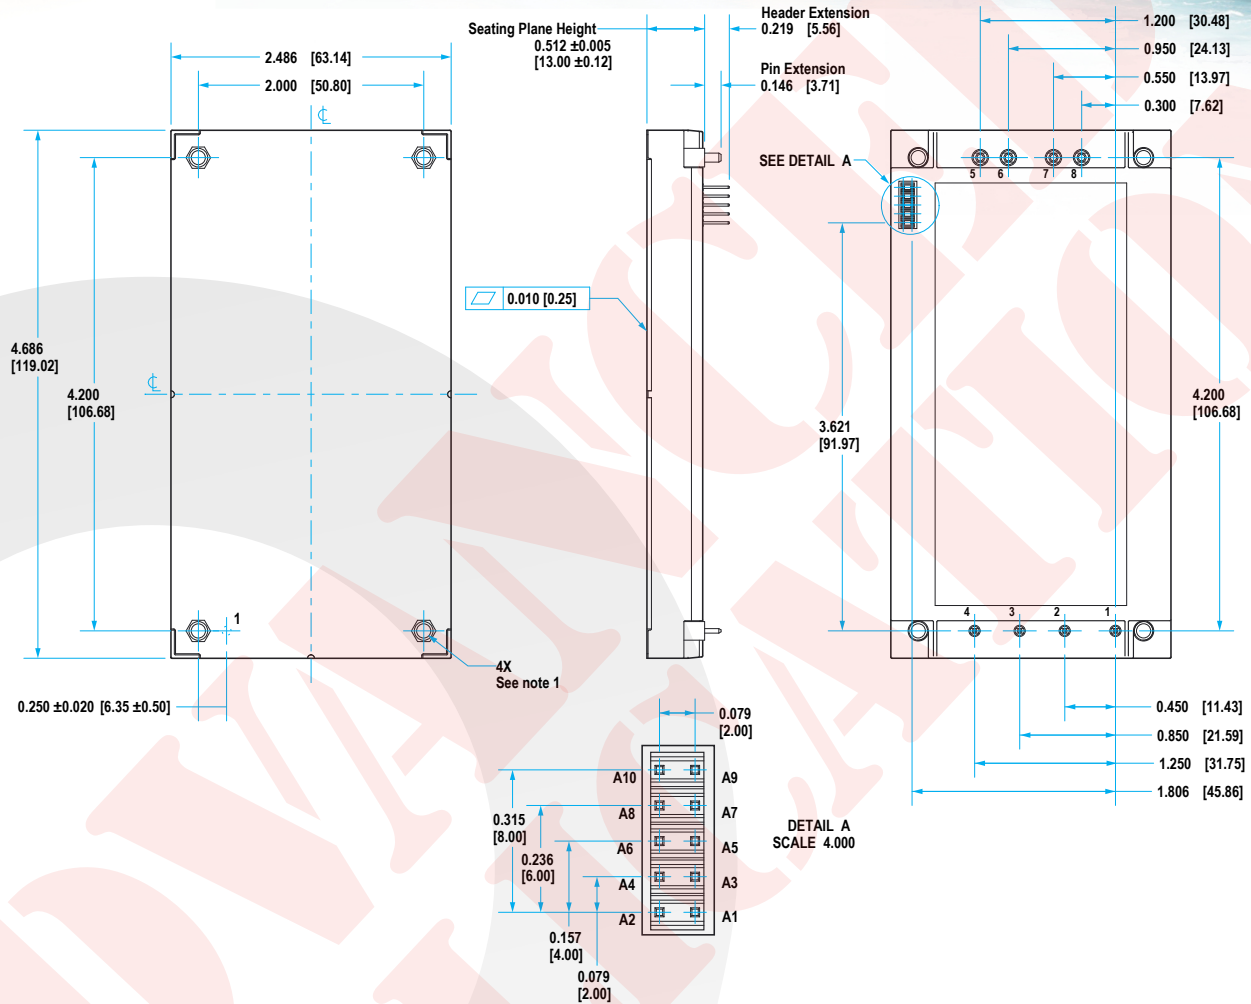 Seating Plane Height
0.512 ±0.005
[13.00 ±0.12]
Header Extension
0.219 [5.56]
Pin Extension
0.146 [3.71]
1.200 [30.48]
0.950 [24.13]
0.550 [13.97]
0.300 [7.62]
2.486 [63.14]
2.000 [50.80]
SEE DETAIL A
5 6 7 8
0.010 [0.25]
4.686
[119.02]
4.200
[106.68]
3.621
[91.97]
4.200
[106.68]
1
4 3 2 1
4X
See note 1
0.250 ±0.020 [6.35 ±0.50]
0.450 [11.43]
0.850 [21.59]
1.250 [31.75]
1.806 [45.86]
0.079
[2.00]
A10 A9
A8 A7
A6 A5
A4 A3
A2 A1
0.315
[8.00]
0.236
[6.00]
0.157
[4.00]
0.079
[2.00]
DETAIL A
SCALE 4.000